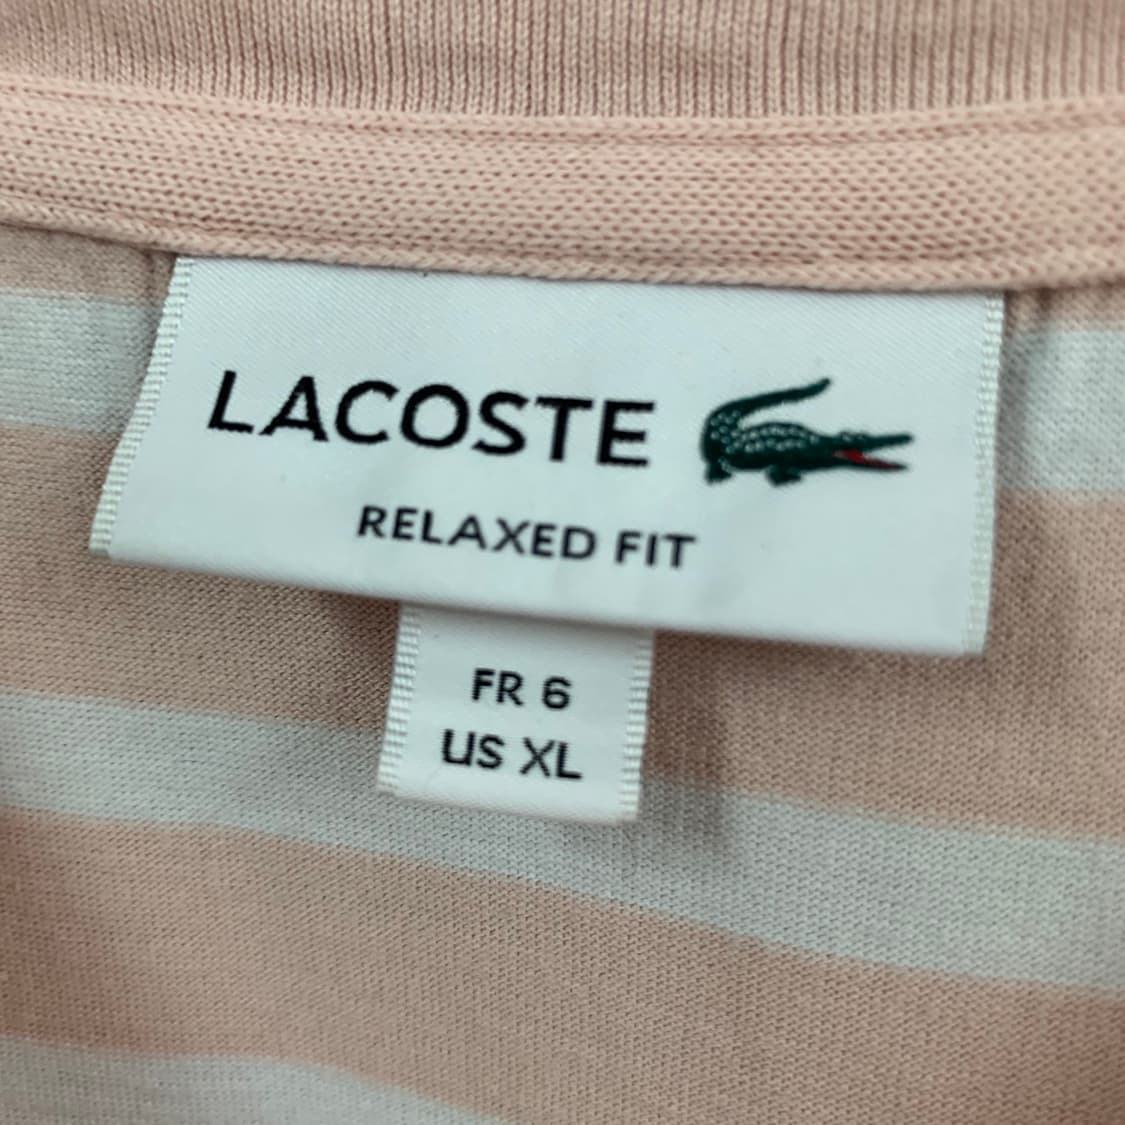 LACOSTE
RELAXED FIT
FR 6
US XL